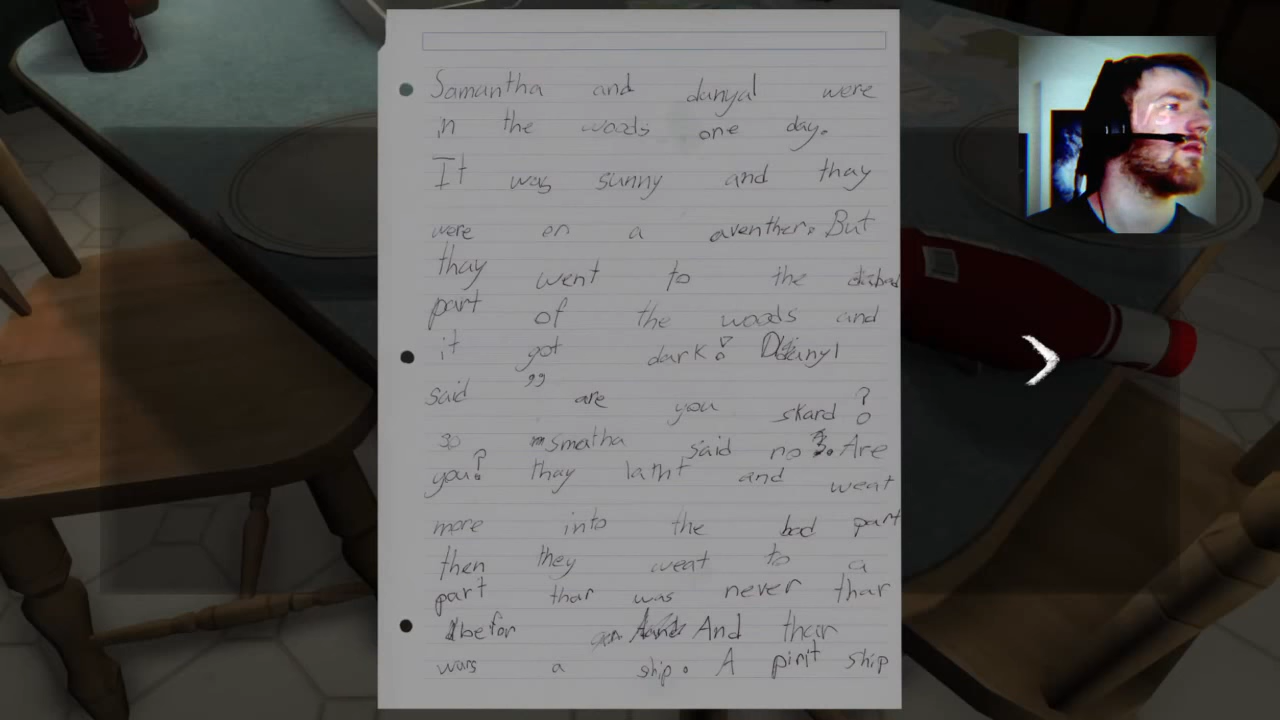 Samantha and danyal were
in the woods one day.
It was sunny and thay
were on a aventher. But
thay went to the
part of the woods and
it got dark! Danyl
said " are you skard?
smatha said no. Are
you? thay latht and weat
more into the bad part
then they weat to a
part thar was never thar
befor And thair
wars a ship. A pirit ship